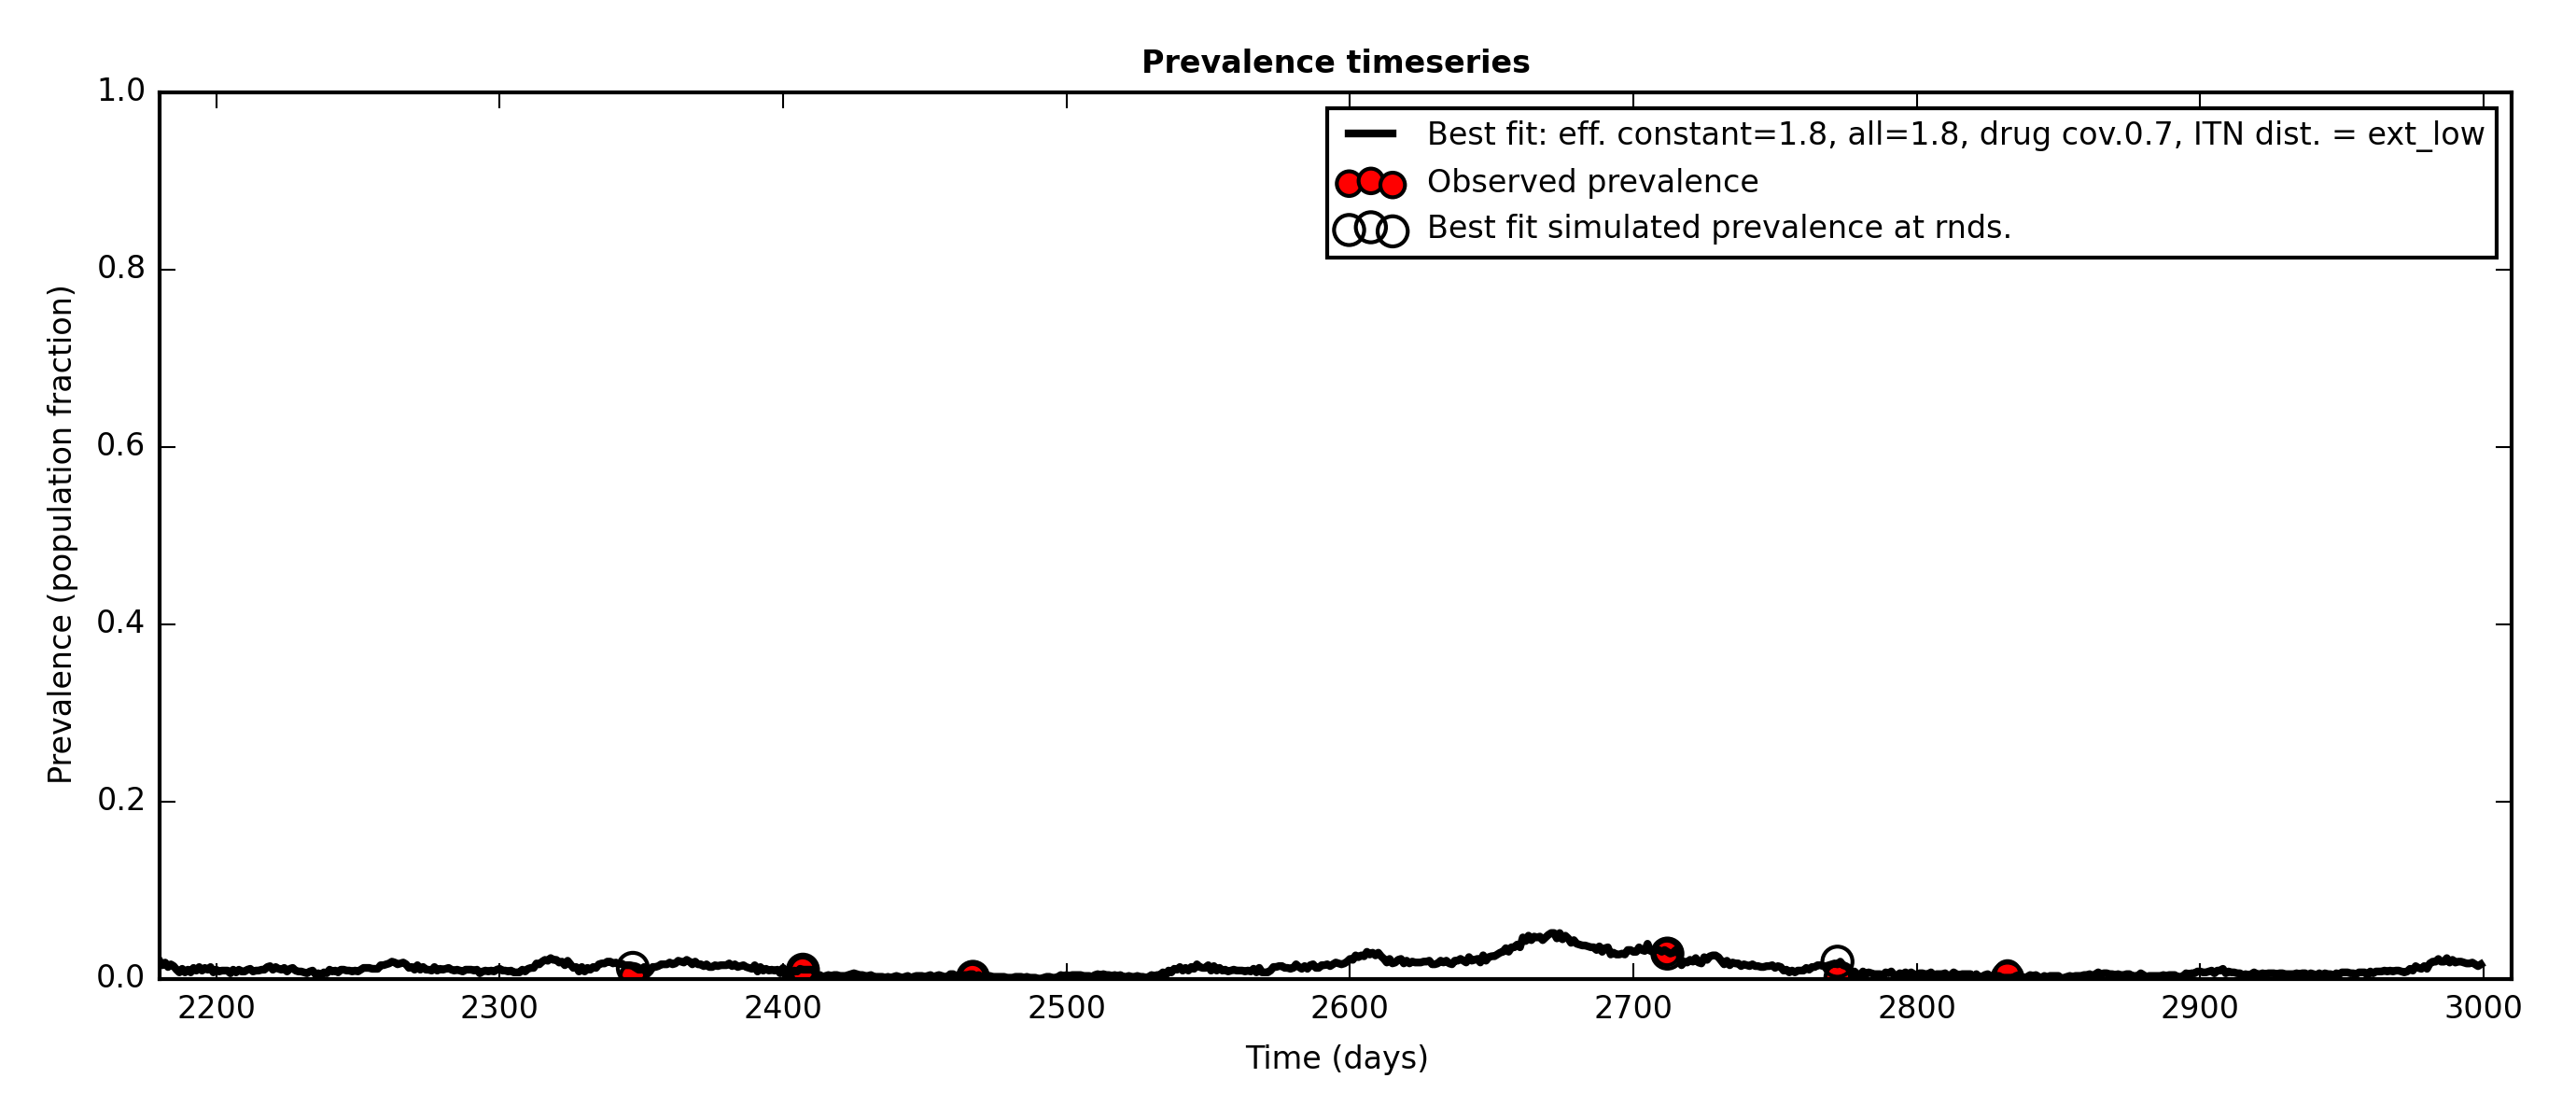 Prevalence timeseries
1.0
0.8
0.6
0.4
0.2
0.0
Prevalence (population fraction)
Best fit: eff. constant=1.8, all=1.8, drug cov.0.7, ITN dist. = ext_low
Observed prevalence
Best fit simulated prevalence at rnds.
2200 2300 2400 2500 2600 2700 2800 2900 3000
Time (days)